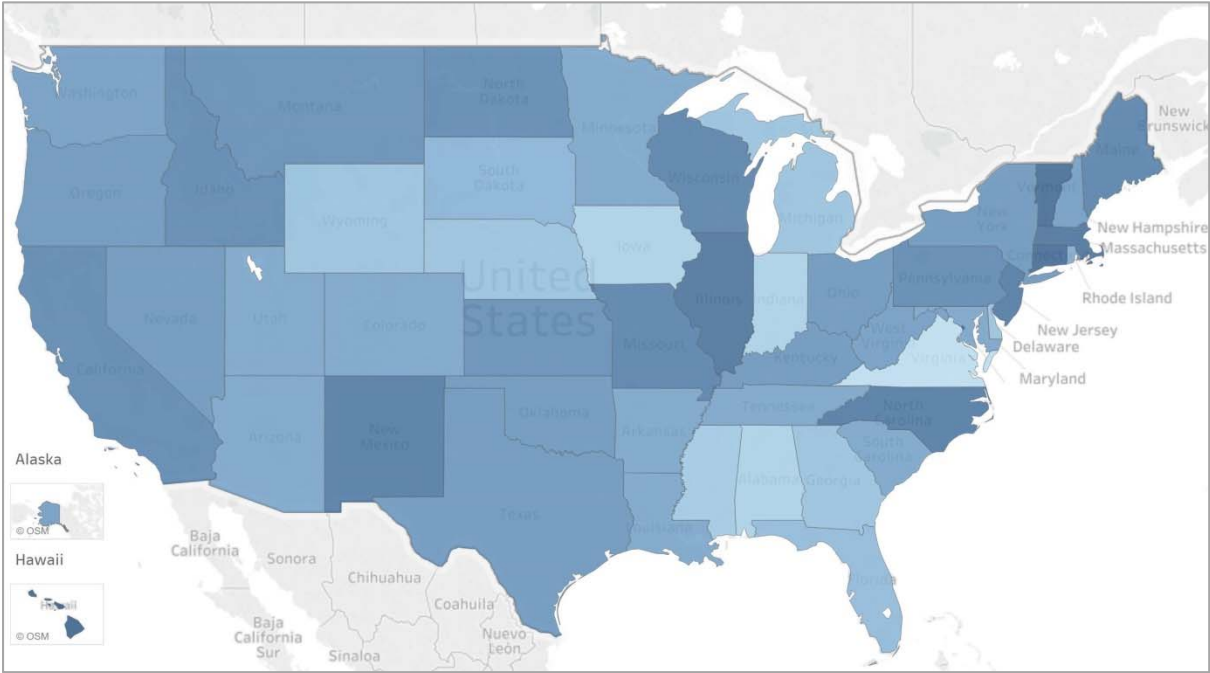 New
Brunswick
Washington
Montana
North
Dakota
Minnesota
Maine
Oregon
Idaho
South
Dakota
Wisconsin
Vermont
Wyoming
Michigan
New
York
New Hampshire
Massachusetts
Iowa
Connect
United
States
Nevada
Utah
Colorado
Illinois
Indiana
Ohio
Pennsylvania
Rhode Island
New Jersey
Delaware
Maryland
West
Virginia
Virginia
California
Missouri
Kentucky
Arizona
New
Mexico
Oklahoma
Arkansas
Tennessee
North
Carolina
South
Carolina
Alabama
Georgia
Texas
Louisiana
Florida
Alaska
© OSM
Hawaii
Hawaii
© OSM
Baja
California
Sonora
Chihuahua
Coahuila
Baja
California
Sur
Sinaloa
Nuevo
León